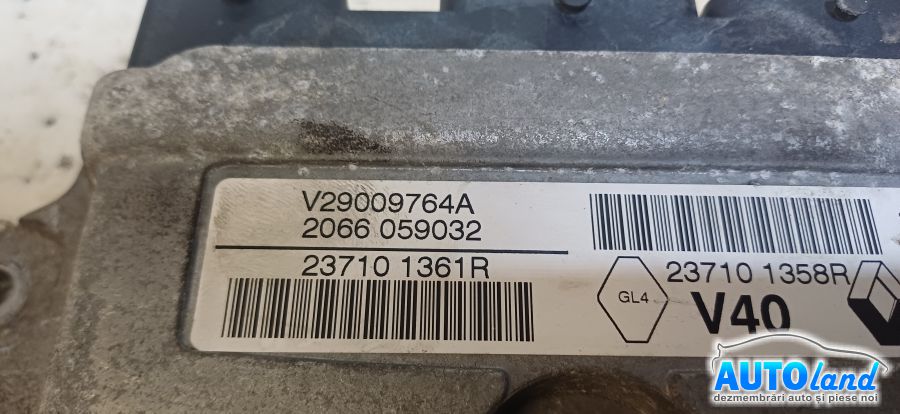 V29009764A
2066 059032
23710 1361R
23710 1358R
GL4
V40
AUTOland
dezmembrări auto și piese noi